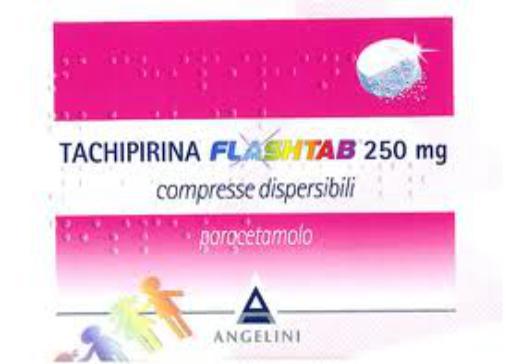 TACHIPIRINA FLASHTAB 250 mg
compresse dispersibili
paracetamolo
ANGELINI